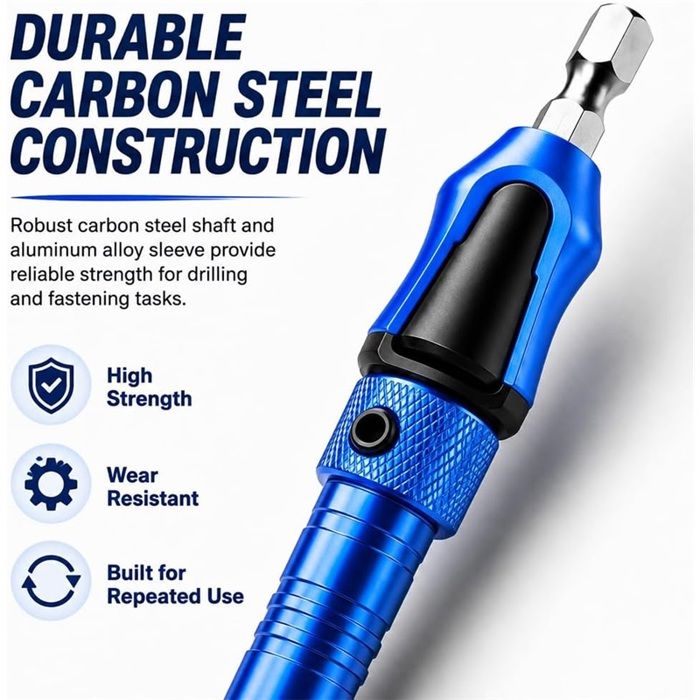 DURABLE
CARBON STEEL
CONSTRUCTION
Robust carbon steel shaft and
aluminum alloy sleeve provide
reliable strength for drilling
and fastening tasks.
High
Strength
Wear
Resistant
Built for
Repeated Use